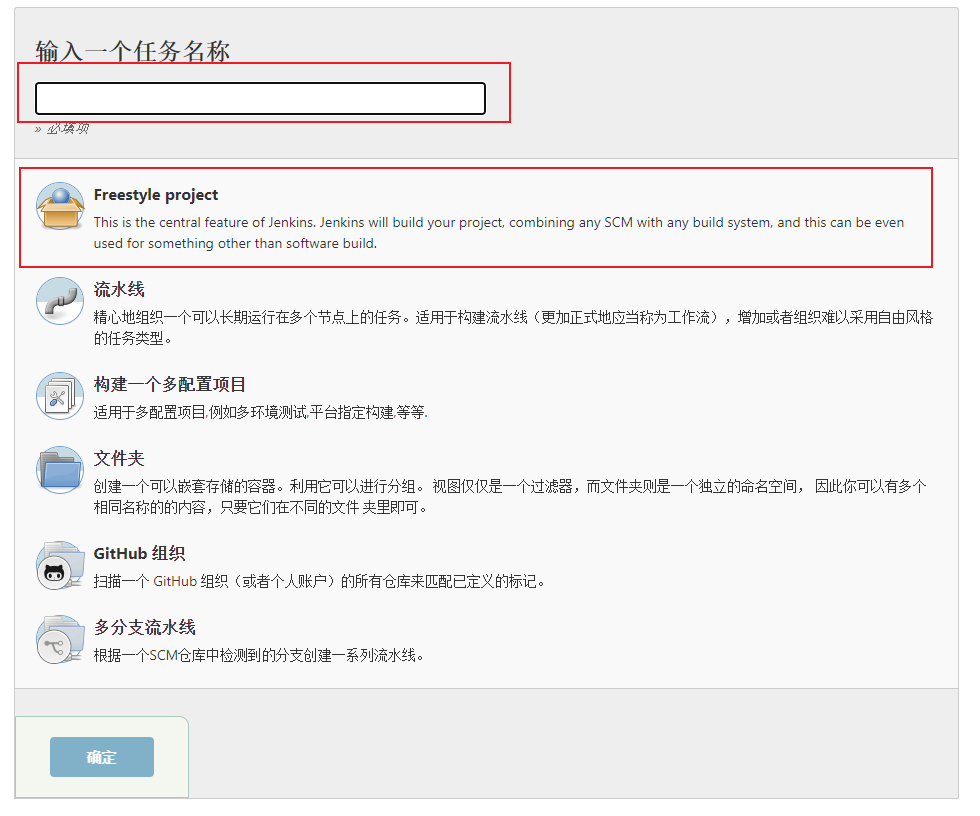 输入一个任务名称
» 必填项
Freestyle project
This is the central feature of Jenkins. Jenkins will build your project, combining any SCM with any build system, and this can be even
used for something other than software build.
流水线
精心地组织一个可以长期运行在多个节点上的任务。适用于构建流水线（更加正式地应当称为工作流），增加或者组织难以采用自由风格
的任务类型。
构建一个多配置项目
适用于多配置项目,例如多环境测试,平台指定构建,等等.
文件夹
创建一个可以嵌套存储的容器。利用它可以进行分组。 视图仅仅是一个过滤器，而文件夹则是一个独立的命名空间， 因此你可以有多个
相同名称的的内容，只要它们在不同的文件 夹里即可。
GitHub 组织
扫描一个 GitHub 组织（或者个人账户）的所有仓库来匹配已定义的标记。
多分支流水线
根据一个SCM仓库中检测到的分支创建一系列流水线。
确定